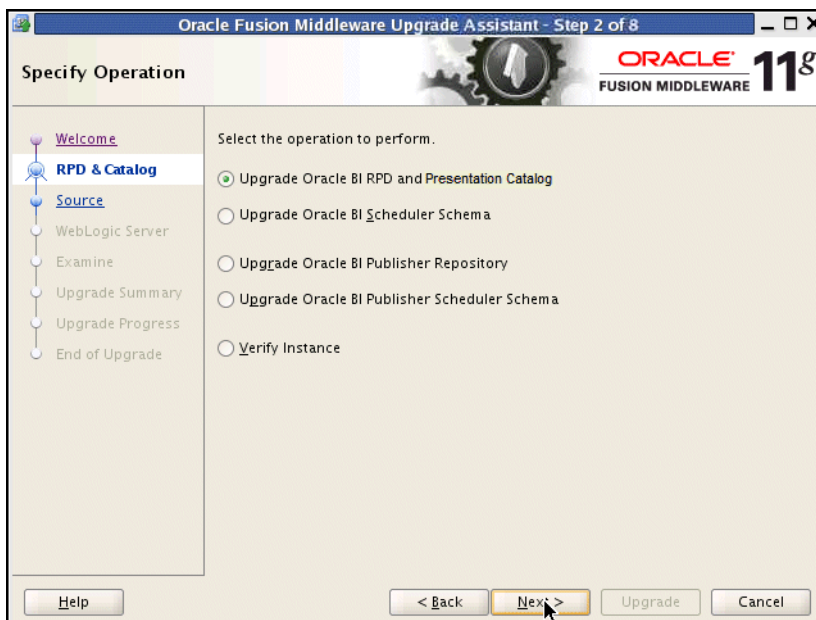 Oracle Fusion Middleware Upgrade Assistant - Step 2 of 8
Specify Operation
ORACLE®
FUSION MIDDLEWARE
11g
Welcome
RPD & Catalog
Source
WebLogic Server
Examine
Upgrade Summary
Upgrade Progress
End of Upgrade
Select the operation to perform.
Upgrade Oracle BI RPD and Presentation Catalog
Upgrade Oracle BI Scheduler Schema
Upgrade Oracle BI Publisher Repository
Upgrade Oracle BI Publisher Scheduler Schema
Verify Instance
Help
< Back
Next >
Upgrade
Cancel